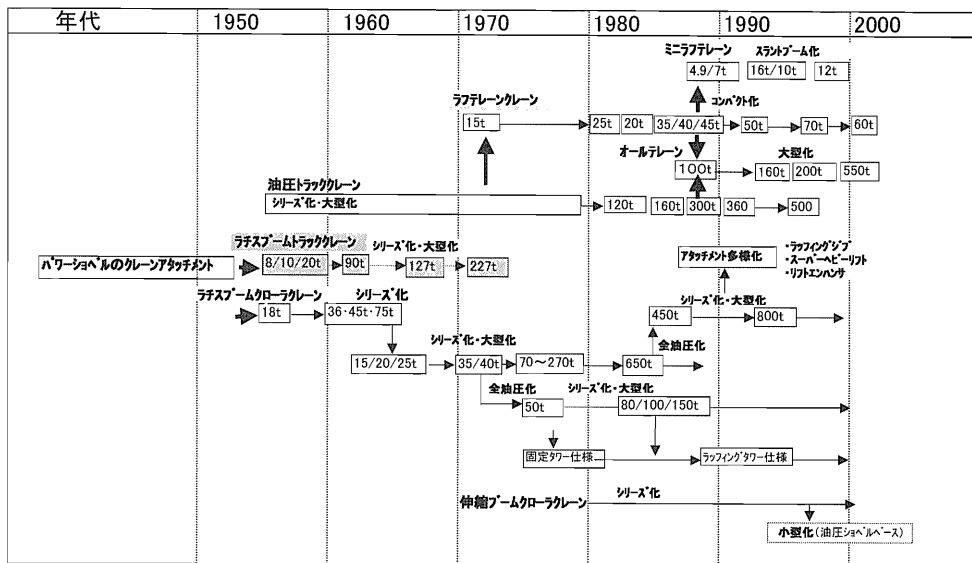 年代 1950 1960 1970 1980 1990 2000
ミニラフテレーン スラントブーム化
4.9/7t 16t/10t 12t
ラフテレーンクレーン コンパクト化
15t 25t 20t 35/40/45t 50t 70t 60t
オールテレーン 大型化
100t 160t 200t 550t
油圧トラッククレーン
シリーズ化・大型化 120t 160t 300t 360 500
ラチスブームトラッククレーン シリーズ化・大型化
パワーショベルのクレーンアタッチメント 8/10/20t 90t 127t 227t
アタッチメント多様化
・ラッフィングジブ
・スーパーヘビーリフト
・リフトエンハンサ
ラチスブームクローラクレーン シリーズ化 シリーズ化・大型化
18t 36・45t・75t 450t 800t
シリーズ化・大型化 全油圧化
15/20/25t 35/40t 70～270t 650t
全油圧化 シリーズ化・大型化
50t 80/100/150t
固定タワー仕様 ラッフィングタワー仕様
伸縮ブームクローラクレーン シリーズ化
小型化(油圧ショベルベース)